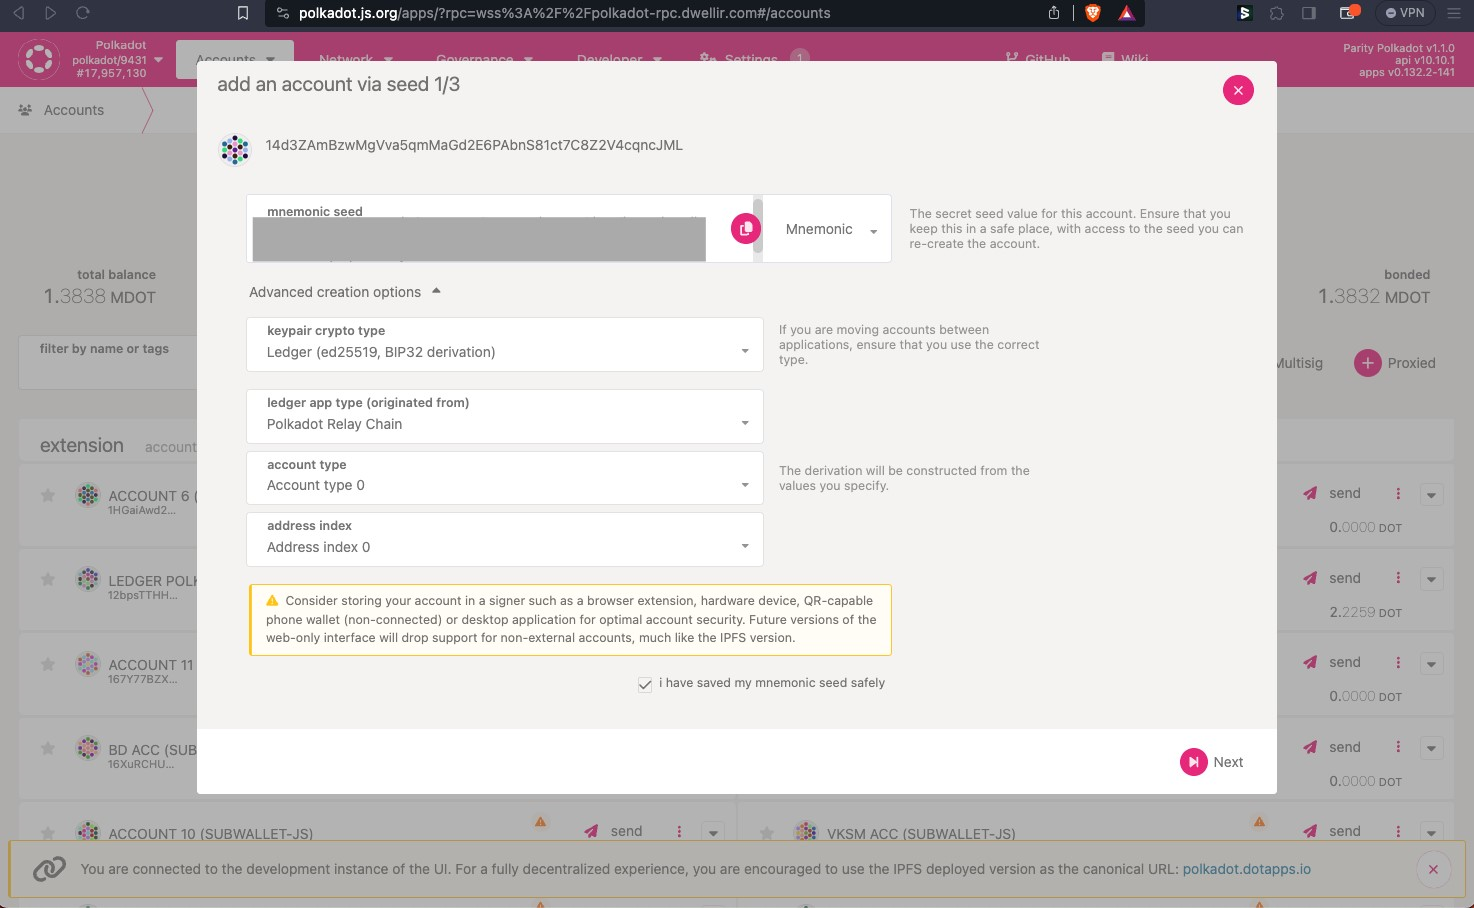 polkadot.js.org/apps/?rpc=wss%3A%2F%2Fpolkadot-rpc.dwellir.com#/accounts
VPN
Polkadot
polkadot/9431
#17,957,130
Accounts
Network
Governance
Developer
Settings
1
GitHub
Wiki
Parity Polkadot v1.1.0
api v10.10.1
apps v0.132.2-141
Accounts
add an account via seed 1/3
14d3ZAmBzwMgVva5qmMaGd2E6PAbnS81ct7C8Z2V4cqncJML
mnemonic seed
Mnemonic
The secret seed value for this account. Ensure that you
keep this in a safe place, with access to the seed you can
re-create the account.
total balance
1.3838 MDOT
bonded
1.3832 MDOT
Advanced creation options
keypair crypto type
Ledger (ed25519, BIP32 derivation)
If you are moving accounts between
applications, ensure that you use the correct
type.
filter by name or tags
Multisig
Proxied
ledger app type (originated from)
Polkadot Relay Chain
extension
account
account type
Account type 0
The derivation will be constructed from the
values you specify.
ACCOUNT 6 (
1HGaiAwd2...
send
0.0000 DOT
address index
Address index 0
LEDGER POLK
12bpsTTHH...
send
2.2259 DOT
Consider storing your account in a signer such as a browser extension, hardware device, QR-capable
phone wallet (non-connected) or desktop application for optimal account security. Future versions of the
web-only interface will drop support for non-external accounts, much like the IPFS version.
ACCOUNT 11
167Y77BZX...
send
0.0000 DOT
i have saved my mnemonic seed safely
BD ACC (SUB
16XuRCHU...
send
0.0000 DOT
Next
ACCOUNT 10 (SUBWALLET-JS)
send
VKSM ACC (SUBWALLET-JS)
send
You are connected to the development instance of the UI. For a fully decentralized experience, you are encouraged to use the IPFS deployed version as the canonical URL: polkadot.dotapps.io